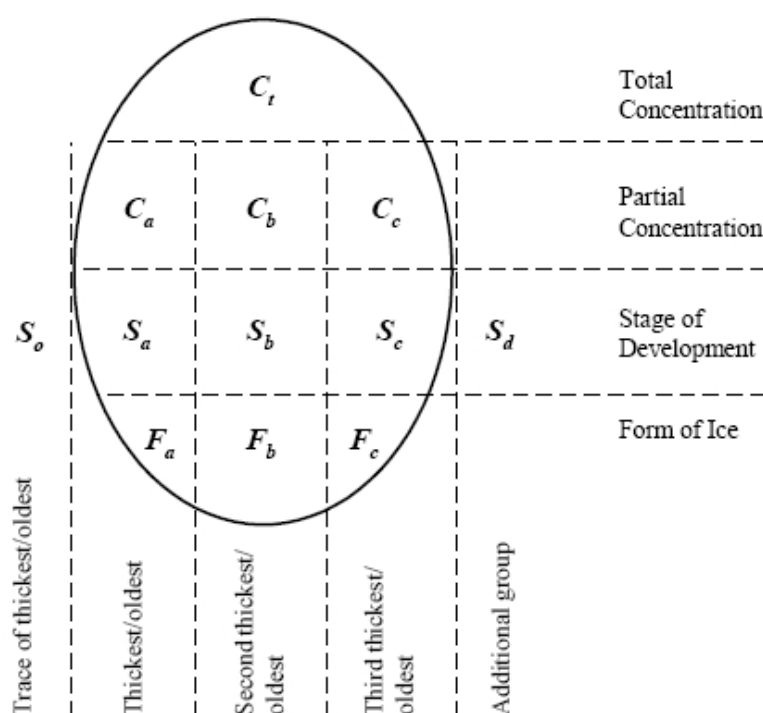 C_t
Total
Concentration
C_a C_b C_c
Partial
Concentration
S_o S_a S_b S_c S_d
Stage of
Development
F_a F_b F_c
Form of Ice
Trace of thickest/oldest
Thickest/oldest
Second thickest/
oldest
Third thickest/
oldest
Additional group